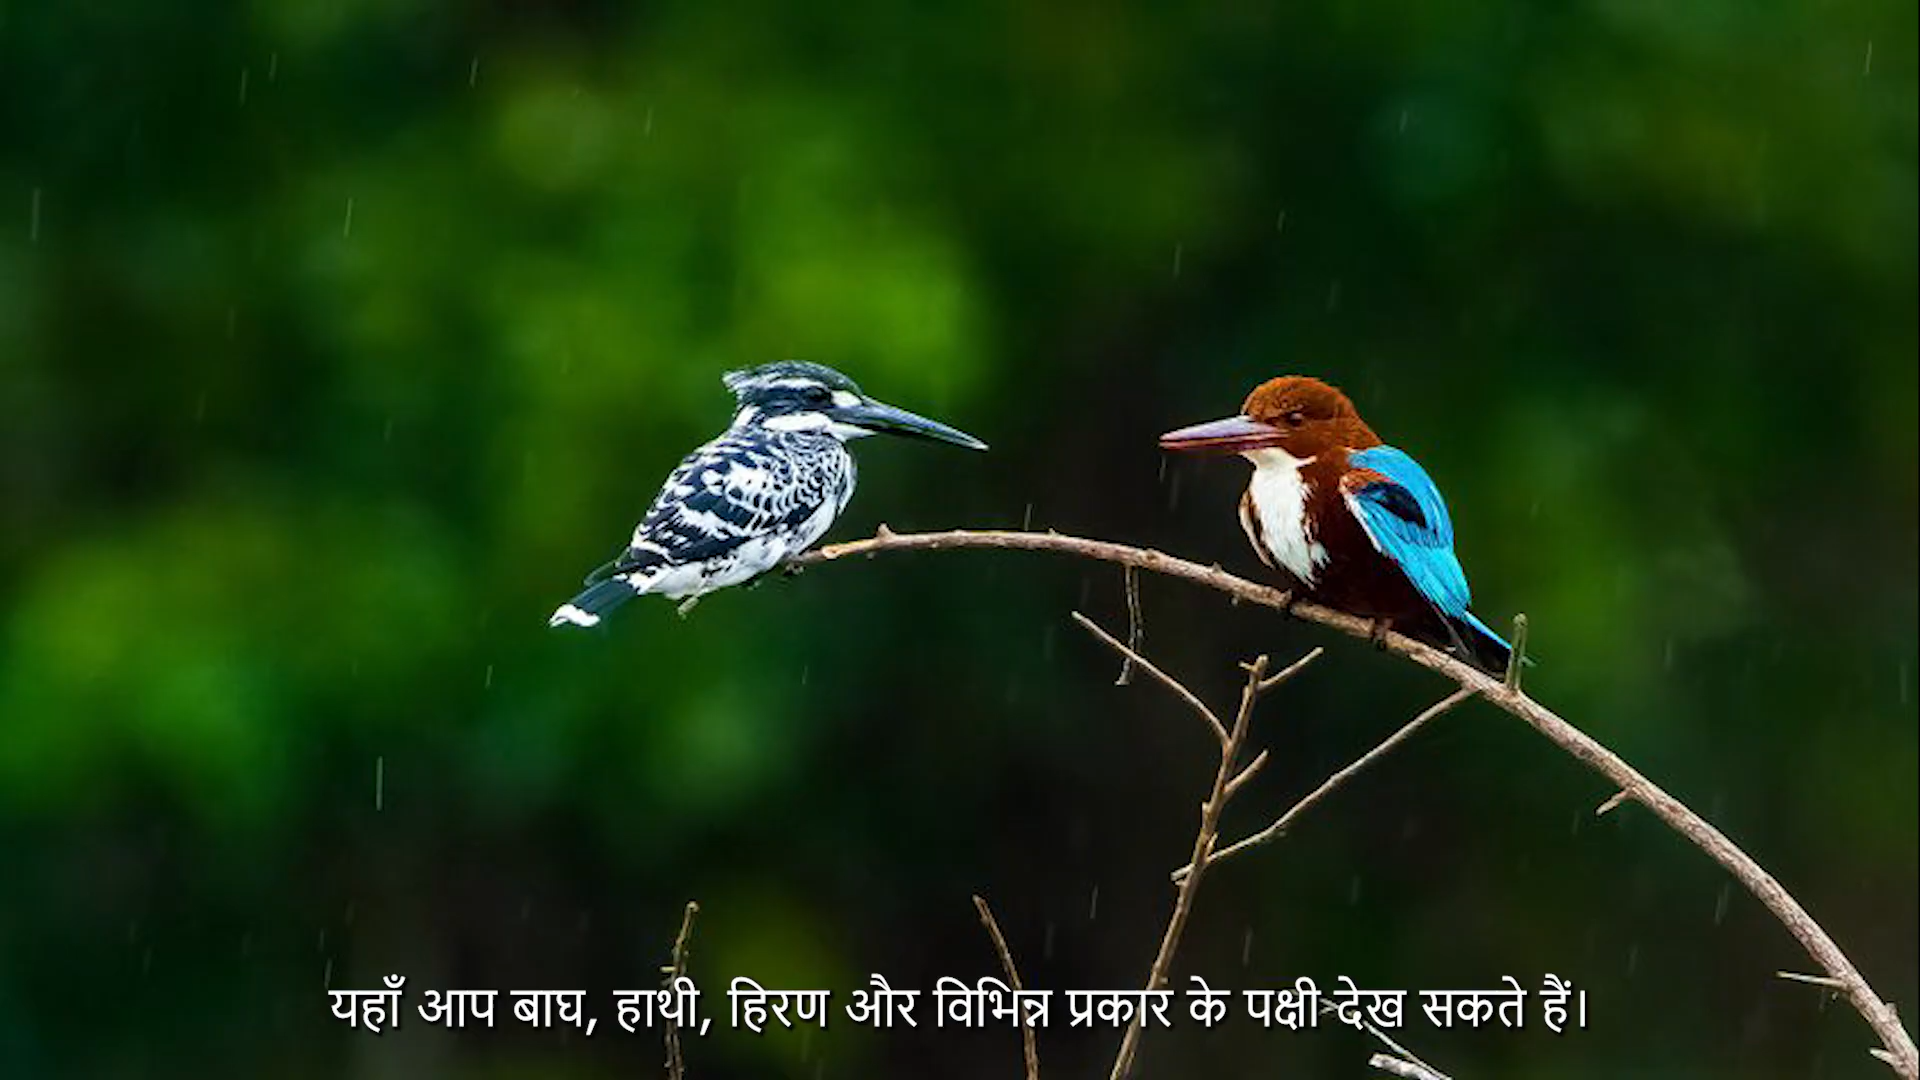 यहाँ आप बाघ, हाथी, हिरण और विभिन्न प्रकार के पक्षी देख सकते हैं।